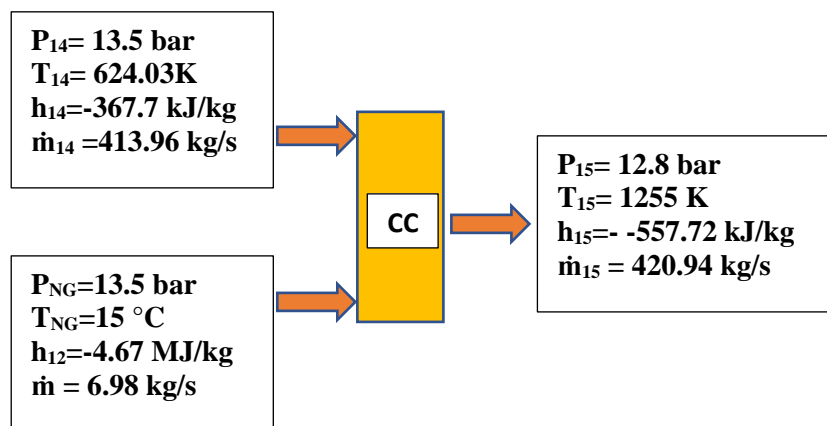 P₁₄= 13.5 bar
T₁₄= 624.03K
h₁₄=-367.7 kJ/kg
ṁ₁₄ =413.96 kg/s
CC
P₁₅= 12.8 bar
T₁₅= 1255 K
h₁₅=- -557.72 kJ/kg
ṁ₁₅ = 420.94 kg/s
P_NG=13.5 bar
T_NG=15 °C
h₁₂=-4.67 MJ/kg
ṁ = 6.98 kg/s